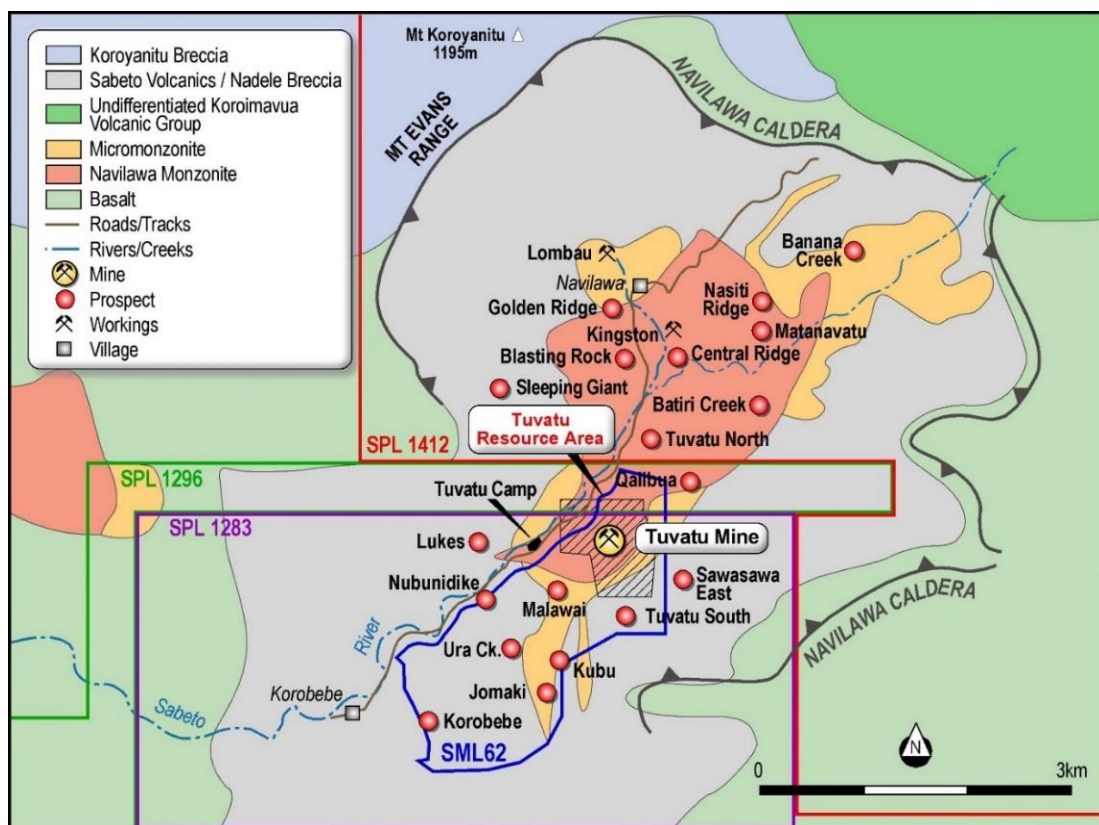 Koroyanitu Breccia
Sabeto Volcanics / Nadele Breccia
Undifferentiated Koroimavua
Volcanic Group
Micromonzonite
Navilawa Monzonite
Basalt
Roads/Tracks
Rivers/Creeks
Mine
Prospect
Workings
Village
Mt Koroyanitu
1195m
MT EVANS
RANGE
NAVILAWA CALDERA
Lombau
Navilawa
Banana
Creek
Golden Ridge
Nasiti
Ridge
Kingston
Matanavatu
Blasting Rock
Central Ridge
Sleeping Giant
Batiri Creek
Tuvatu
Resource Area
Tuvatu North
SPL 1412
SPL 1296
Qalibua
Tuvatu Camp
SPL 1283
Lukes
Tuvatu Mine
Nubunidike
Sawasawa
East
Malawai
Tuvatu South
NAVILAWA CALDERA
River
Ura Ck.
Kubu
Korobebe
Jomaki
Sabeto
Korobebe
SML62
N
0
3km